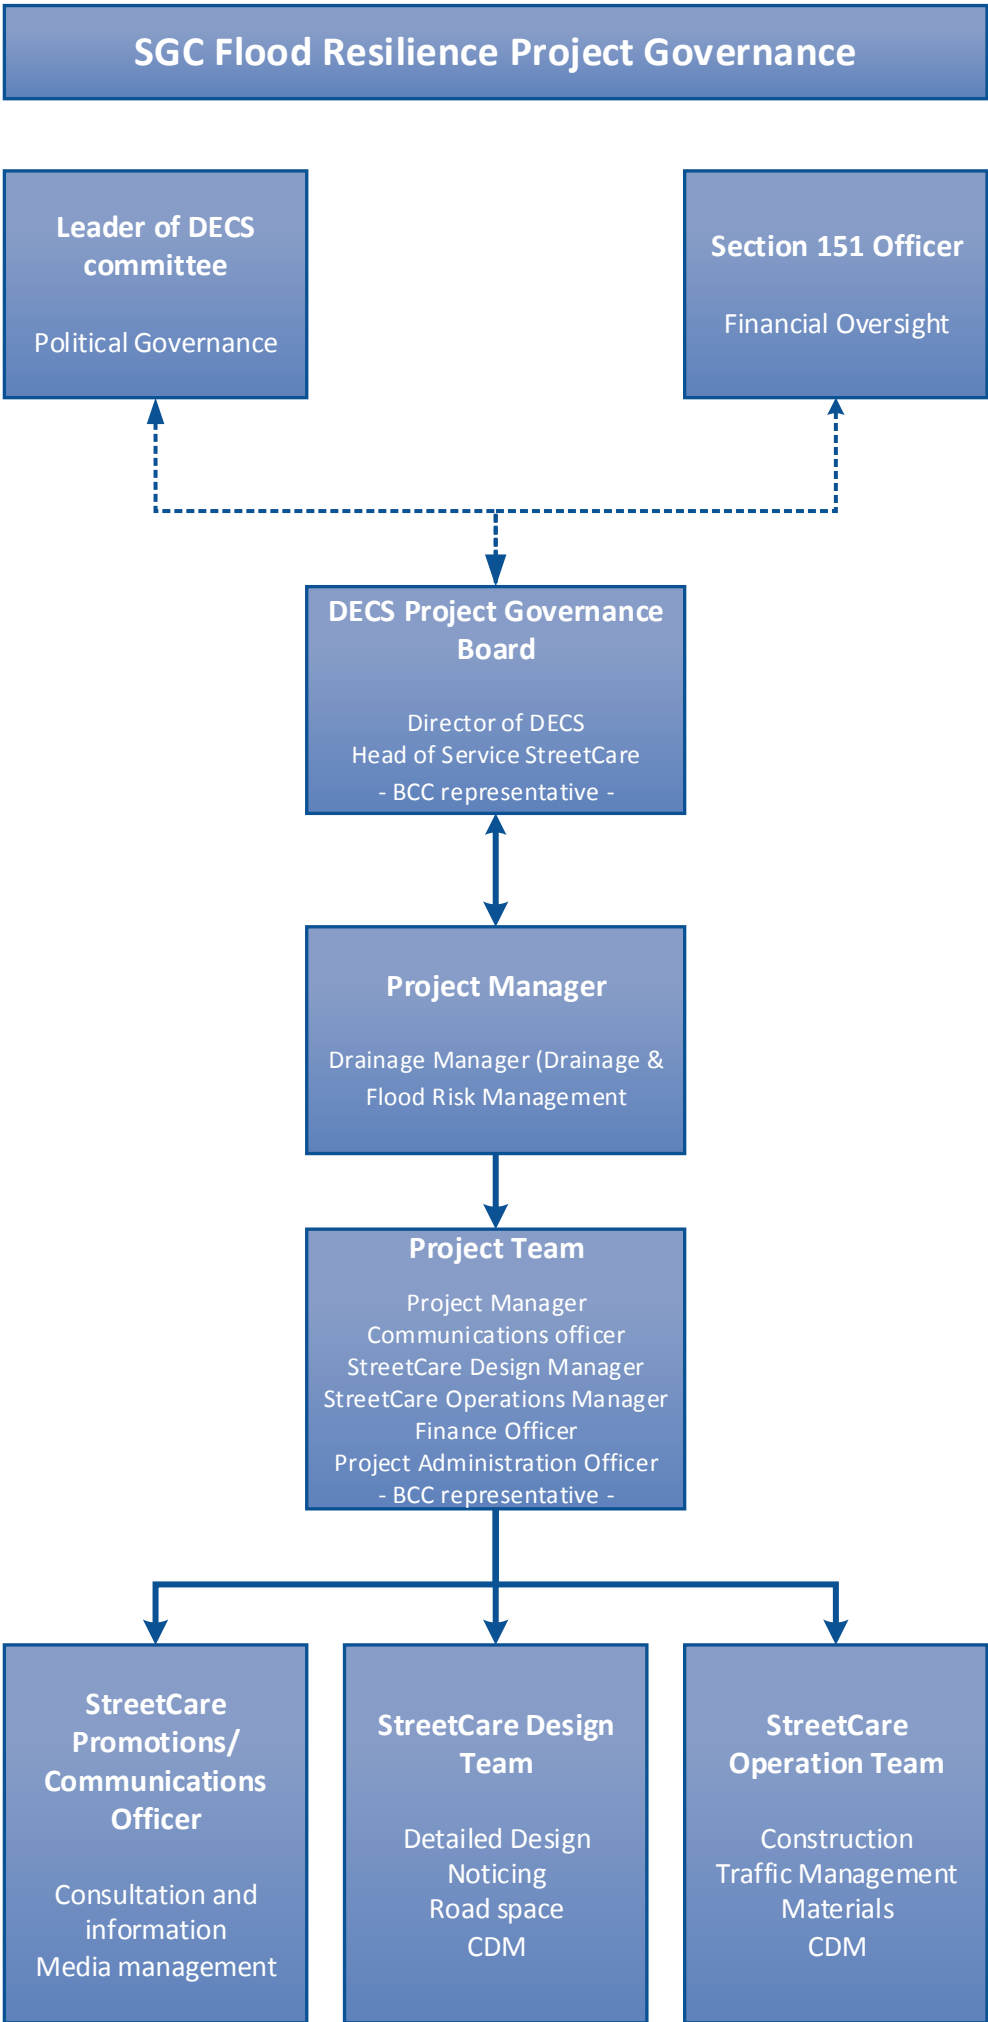 SGC Flood Resilience Project Governance
Leader of DECS
committee
Political Governance
Section 151 Officer
Financial Oversight
DECS Project Governance
Board
Director of DECS
Head of Service StreetCare
- BCC representative -
Project Manager
Drainage Manager (Drainage &
Flood Risk Management
Project Team
Project Manager
Communications officer
StreetCare Design Manager
StreetCare Operations Manager
Finance Officer
Project Administration Officer
- BCC representative -
StreetCare
Promotions/
Communications
Officer
Consultation and
information
Media management
StreetCare Design
Team
Detailed Design
Noticing
Road space
CDM
StreetCare
Operation Team
Construction
Traffic Management
Materials
CDM